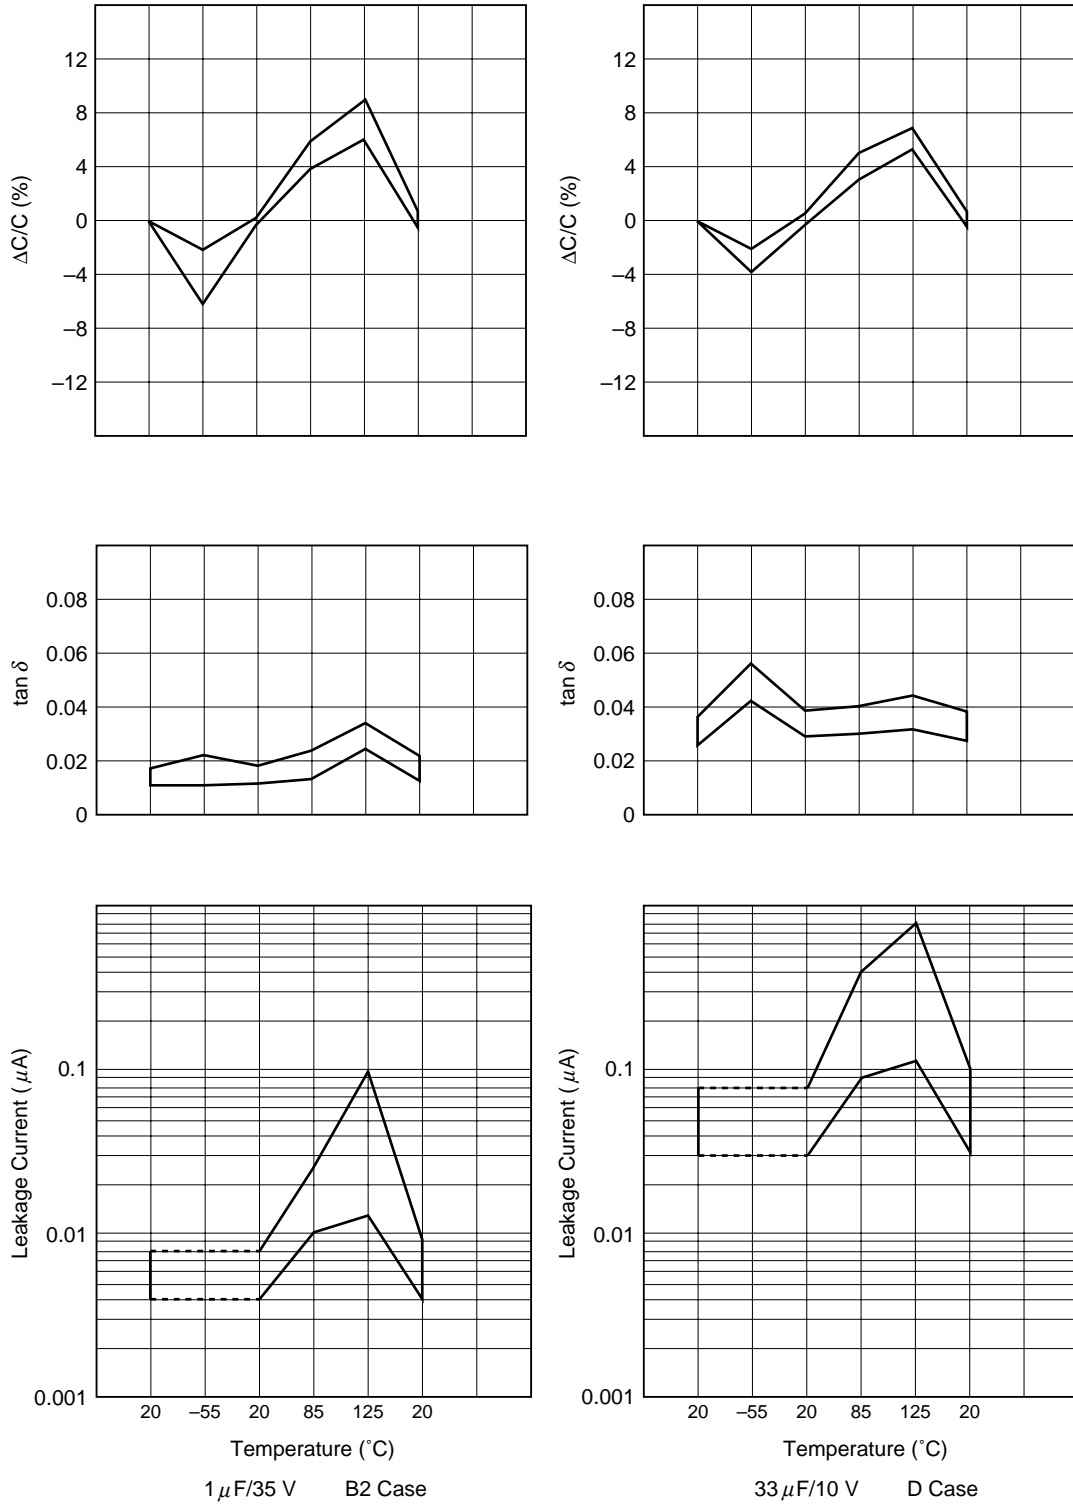 12
8
4
0
–4
–8
–12
ΔC/C (%)
12
8
4
0
–4
–8
–12
ΔC/C (%)
0.08
0.06
0.04
0.02
0
tan δ
0.08
0.06
0.04
0.02
0
tan δ
0.1
0.01
0.001
Leakage Current ( μA)
20 –55 20 85 125 20
Temperature (˚C)
1 μF/35 V B2 Case
0.1
0.01
0.001
Leakage Current ( μA)
20 –55 20 85 125 20
Temperature (˚C)
33 μF/10 V D Case